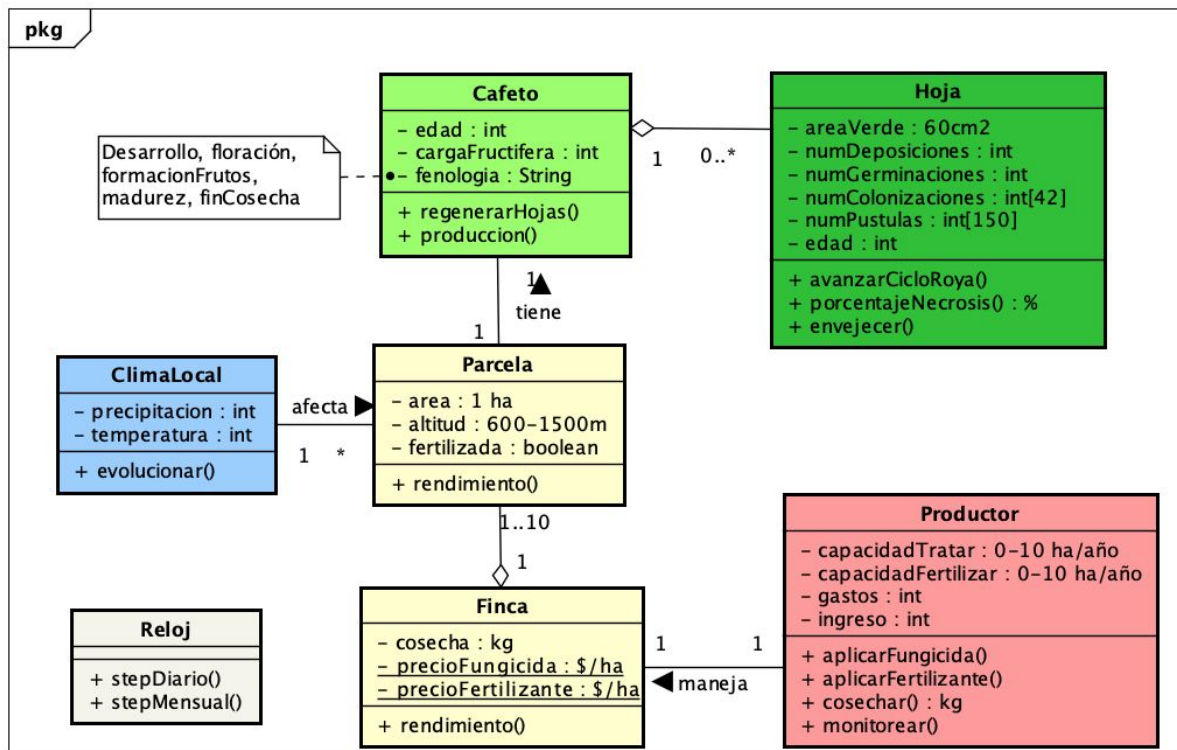 pkg
Cafeto
– edad : int
– cargaFructifera : int
– fenologia : String
+ regenerarHojas()
+ produccion()
Desarrollo, floración,
formacionFrutos,
madurez, finCosecha
1
0..*
Hoja
– areaVerde : 60cm2
– numDeposiciones : int
– numGerminaciones : int
– numColonizaciones : int[42]
– numPustulas : int[150]
– edad : int
+ avanzarCicloRoya()
+ porcentajeNecrosis() : %
+ envejecer()
1
tiene
1
ClimaLocal
– precipitacion : int
– temperatura : int
+ evolucionar()
afecta
1
*
Parcela
– area : 1 ha
– altitud : 600–1500m
– fertilizada : boolean
+ rendimiento()
1..10
1
Finca
– cosecha : kg
– precioFungicida : $/ha
– precioFertilizante : $/ha
+ rendimiento()
1
1
maneja
Productor
– capacidadTratar : 0–10 ha/año
– capacidadFertilizar : 0–10 ha/año
– gastos : int
– ingreso : int
+ aplicarFungicida()
+ aplicarFertilizante()
+ cosechar() : kg
+ monitorear()
Reloj
+ stepDiario()
+ stepMensual()